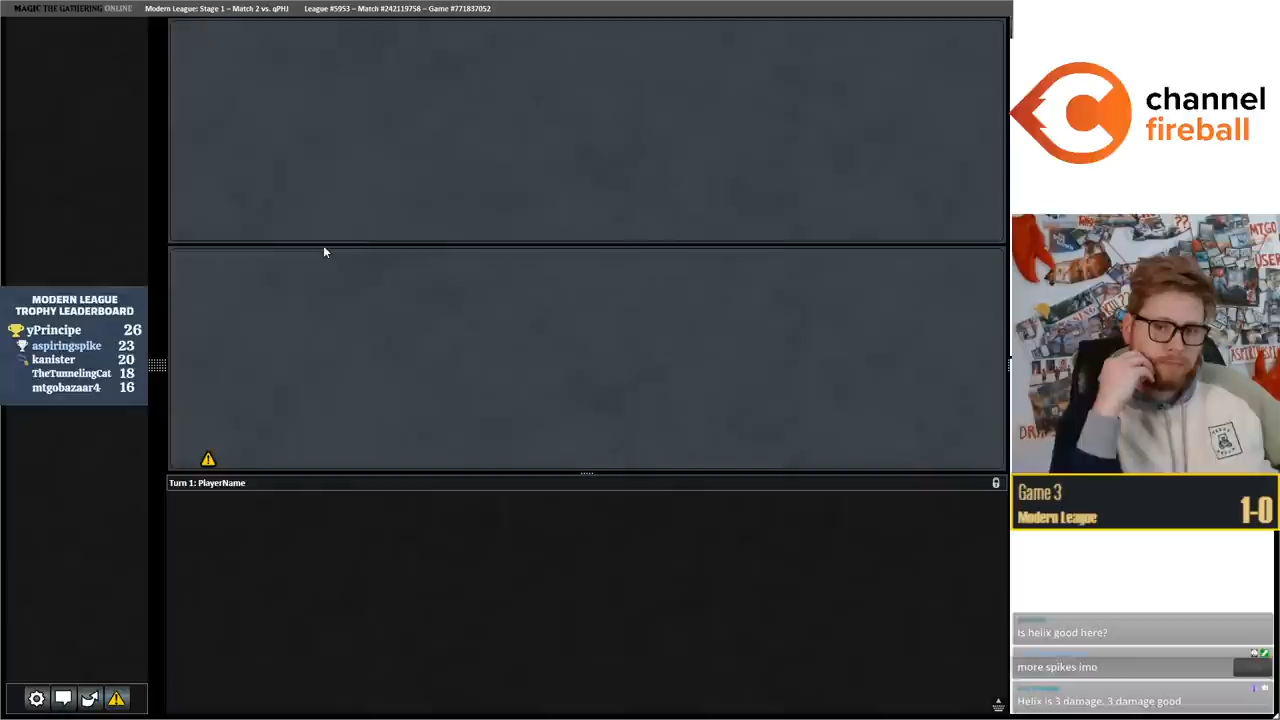 MAGIC THE GATHERING ONLINE
Modern League: Stage 1 – Match 2 vs. qPHJ
League #5953 – Match #242119758 – Game #771837052
channel
fireball
MODERN LEAGUE
TROPHY LEADERBOARD
yPrincipe 26
aspiringspike 23
kanister 20
TheTunnelingCat 18
mtgobazaar4 16
MTGO
USER
Turn 1: PlayerName
Game 3
Modern League
1-0
Is helix good here?
more spikes imo
Helix is 3 damage. 3 damage good